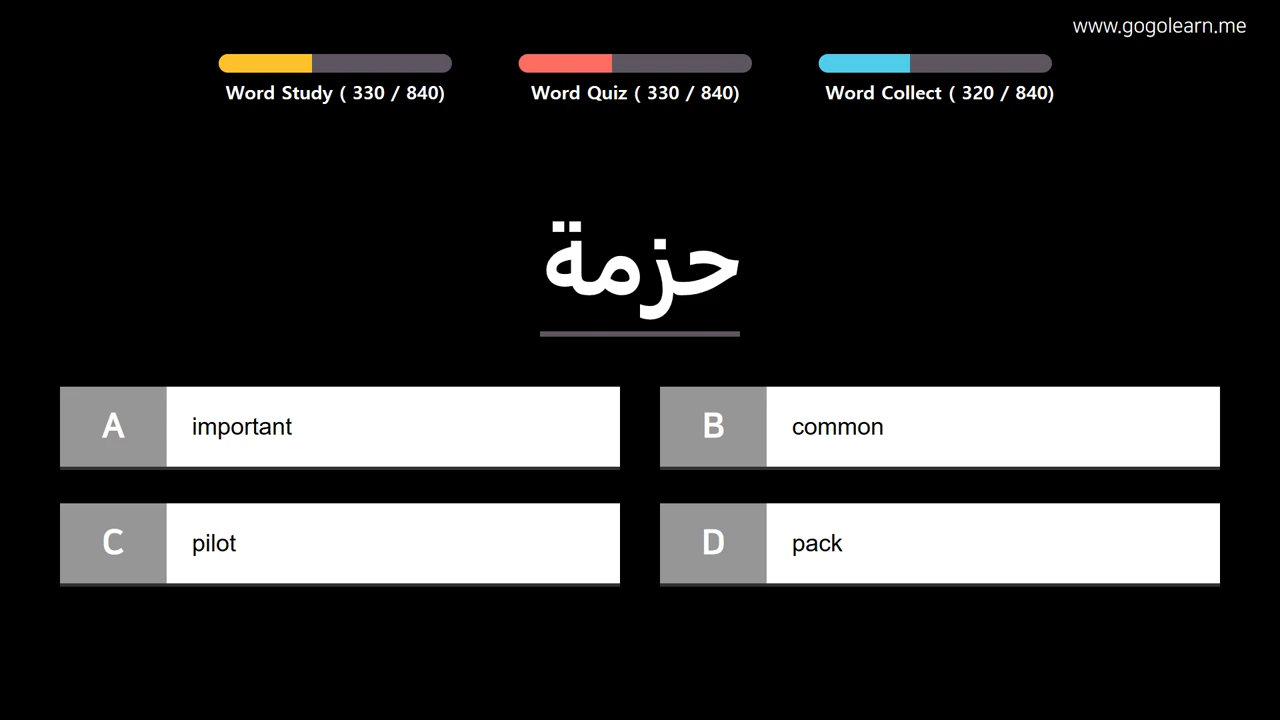 www.gogolearn.me
Word Study ( 330 / 840)
Word Quiz ( 330 / 840)
Word Collect ( 320 / 840)
حزمة
A important
B common
C pilot
D pack